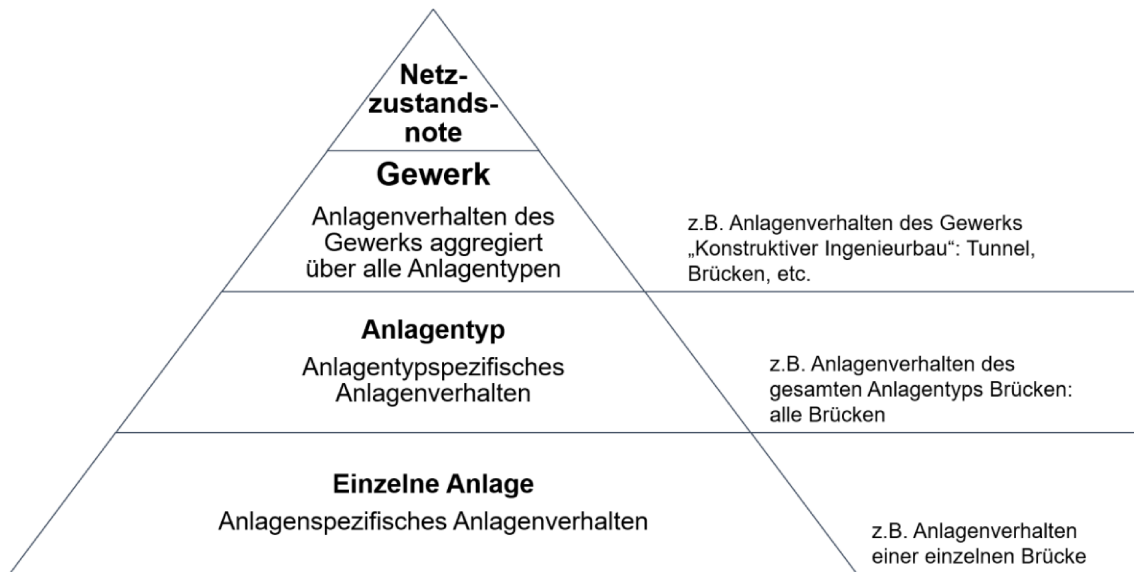 Netz-
zustands-
note
Gewerk
Anlagenverhalten des
Gewerks aggregiert
über alle Anlagentypen
z.B. Anlagenverhalten des Gewerks
„Konstruktiver Ingenieurbau“: Tunnel,
Brücken, etc.
Anlagentyp
Anlagentypspezifisches
Anlagenverhalten
z.B. Anlagenverhalten des
gesamten Anlagentyps Brücken:
alle Brücken
Einzelne Anlage
Anlagenspezifisches Anlagenverhalten
z.B. Anlagenverhalten
einer einzelnen Brücke